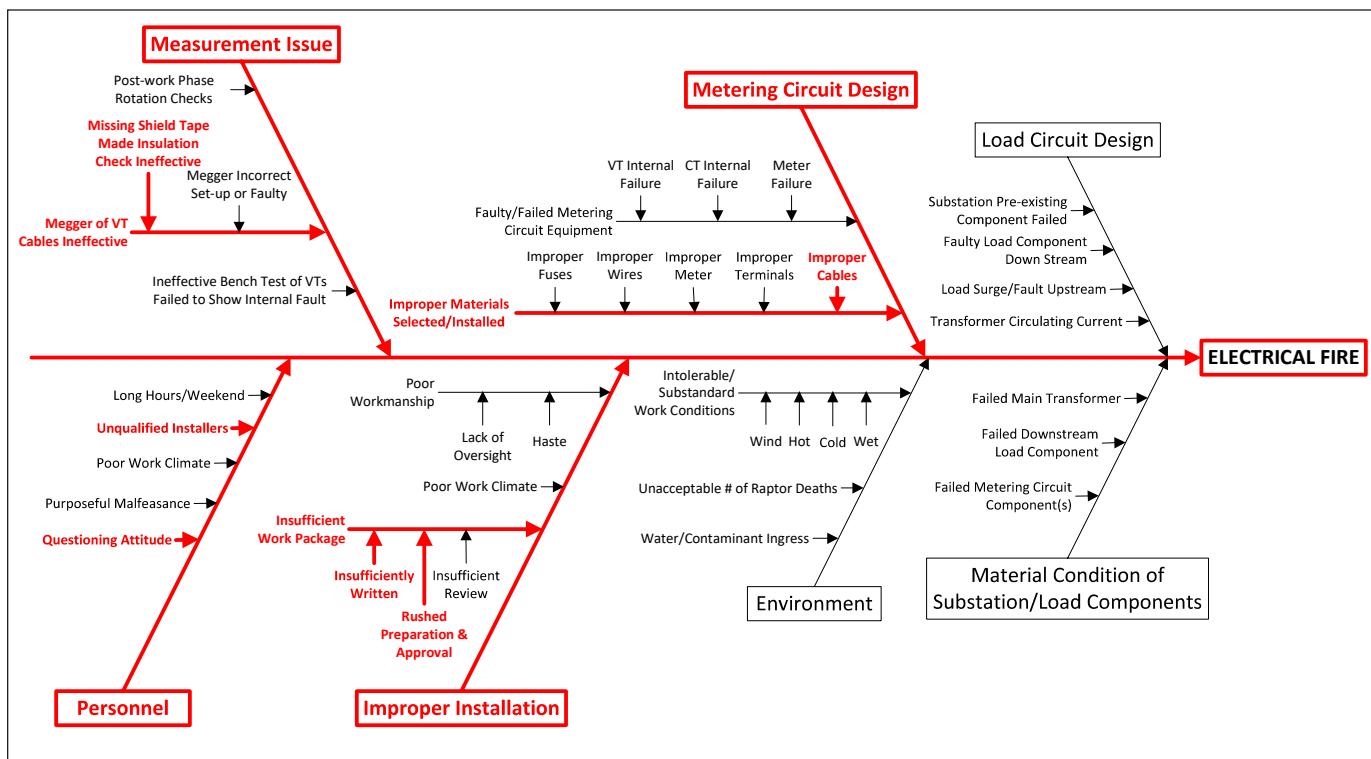 Measurement Issue
Post-work Phase
Rotation Checks
Missing Shield Tape
Made Insulation
Check Ineffective
Megger Incorrect
Set-up or Faulty
Megger of VT
Cables Ineffective
Ineffective Bench Test of VTs
Failed to Show Internal Fault
Metering Circuit Design
VT Internal
Failure
CT Internal
Failure
Meter
Failure
Faulty/Failed Metering
Circuit Equipment
Improper
Fuses
Improper
Wires
Improper
Meter
Improper
Terminals
Improper
Cables
Improper Materials
Selected/Installed
Load Circuit Design
Substation Pre-existing
Component Failed
Faulty Load Component
Down Stream
Load Surge/Fault Upstream
Transformer Circulating Current
ELECTRICAL FIRE
Long Hours/Weekend
Unqualified Installers
Poor Work Climate
Purposeful Malfeasance
Questioning Attitude
Personnel
Poor
Workmanship
Lack of
Oversight
Haste
Poor Work Climate
Insufficient
Work Package
Insufficiently
Written
Rushed
Preparation &
Approval
Insufficient
Review
Improper Installation
Intolerable/
Substandard
Work Conditions
Wind
Hot
Cold
Wet
Unacceptable # of Raptor Deaths
Water/Contaminant Ingress
Environment
Failed Main Transformer
Failed Downstream
Load Component
Failed Metering Circuit
Component(s)
Material Condition of
Substation/Load Components